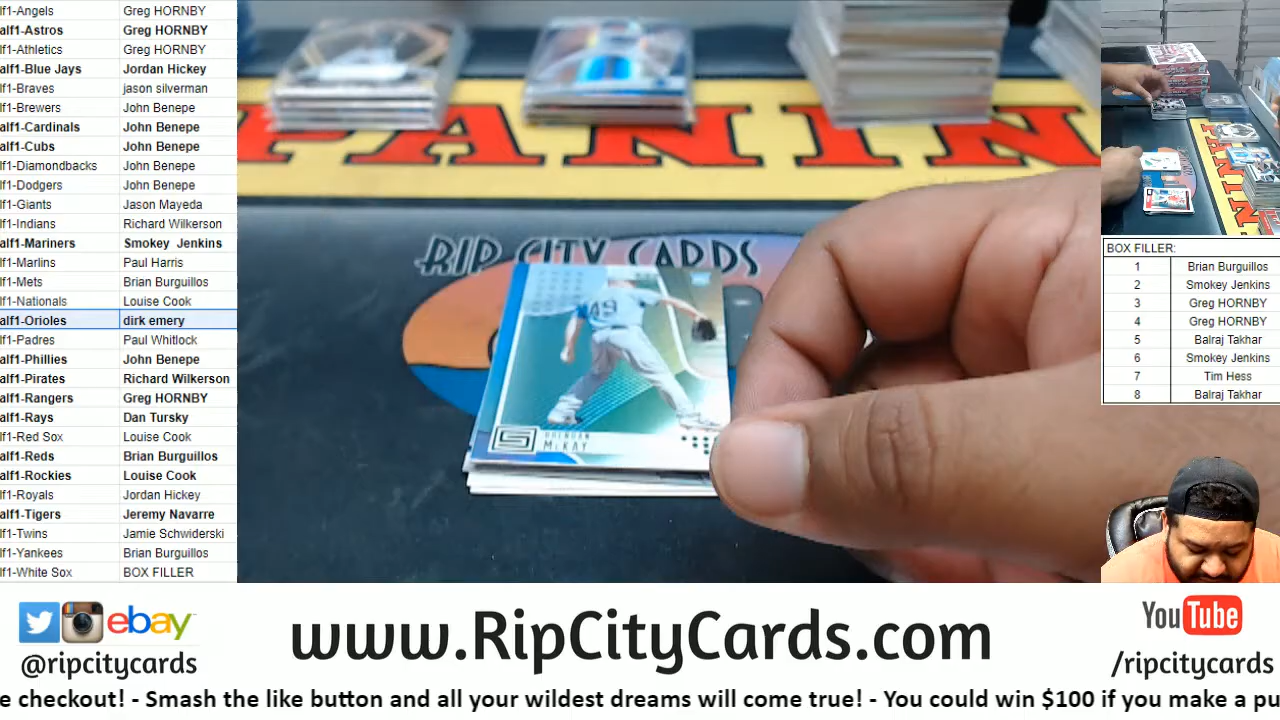 lf1-Angels Greg HORNBY
alf1-Astros Greg HORNBY
lf1-Athletics Greg HORNBY
alf1-Blue Jays Jordan Hickey
lf1-Braves jason silverman
lf1-Brewers John Benepe
alf1-Cardinals John Benepe
alf1-Cubs John Benepe
lf1-Diamondbacks John Benepe
lf1-Dodgers John Benepe
lf1-Giants Jason Mayeda
lf1-Indians Richard Wilkerson
alf1-Mariners Smokey Jenkins
lf1-Marlins Paul Harris
lf1-Mets Brian Burguillos
lf1-Nationals Louise Cook
alf1-Orioles dirk emery
lf1-Padres Paul Whitlock
alf1-Phillies John Benepe
alf1-Pirates Richard Wilkerson
alf1-Rangers Greg HORNBY
alf1-Rays Dan Tursky
lf1-Red Sox Louise Cook
alf1-Reds Brian Burguillos
alf1-Rockies Louise Cook
lf1-Royals Jordan Hickey
alf1-Tigers Jeremy Navarre
lf1-Twins Jamie Schwiderski
lf1-Yankees Brian Burguillos
lf1-White Sox BOX FILLER
PANINI
RIP CITY CARDS
49
BRENDAN
McKAY
BOX FILLER:
1 Brian Burguillos
2 Smokey Jenkins
3 Greg HORNBY
4 Greg HORNBY
5 Balraj Takhar
6 Smokey Jenkins
7 Tim Hess
8 Balraj Takhar
ebay
@ripcitycards
www.RipCityCards.com
YouTube
/ripcitycards
e checkout! - Smash the like button and all your wildest dreams will come true! - You could win $100 if you make a pu